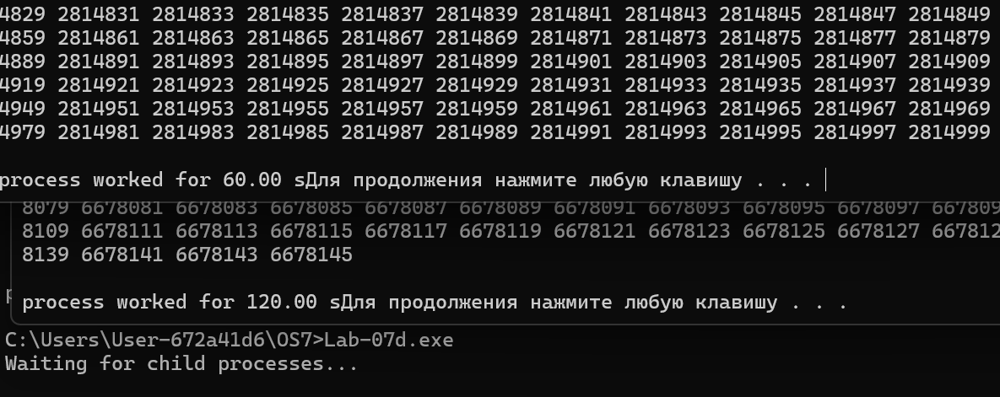 4829 2814831 2814833 2814835 2814837 2814839 2814841 2814843 2814845 2814847 2814849
4859 2814861 2814863 2814865 2814867 2814869 2814871 2814873 2814875 2814877 2814879
4889 2814891 2814893 2814895 2814897 2814899 2814901 2814903 2814905 2814907 2814909
4919 2814921 2814923 2814925 2814927 2814929 2814931 2814933 2814935 2814937 2814939
4949 2814951 2814953 2814955 2814957 2814959 2814961 2814963 2814965 2814967 2814969
4979 2814981 2814983 2814985 2814987 2814989 2814991 2814993 2814995 2814997 2814999
process worked for 60.00 sДля продолжения нажмите любую клавишу . . .
8079 6678081 6678083 6678085 6678087 6678089 6678091 6678093 6678095 6678097 667809
8109 6678111 6678113 6678115 6678117 6678119 6678121 6678123 6678125 6678127 667812
8139 6678141 6678143 6678145
process worked for 120.00 sДля продолжения нажмите любую клавишу . . .
C:\Users\User-672a41d6\OS7>Lab-07d.exe
Waiting for child processes...